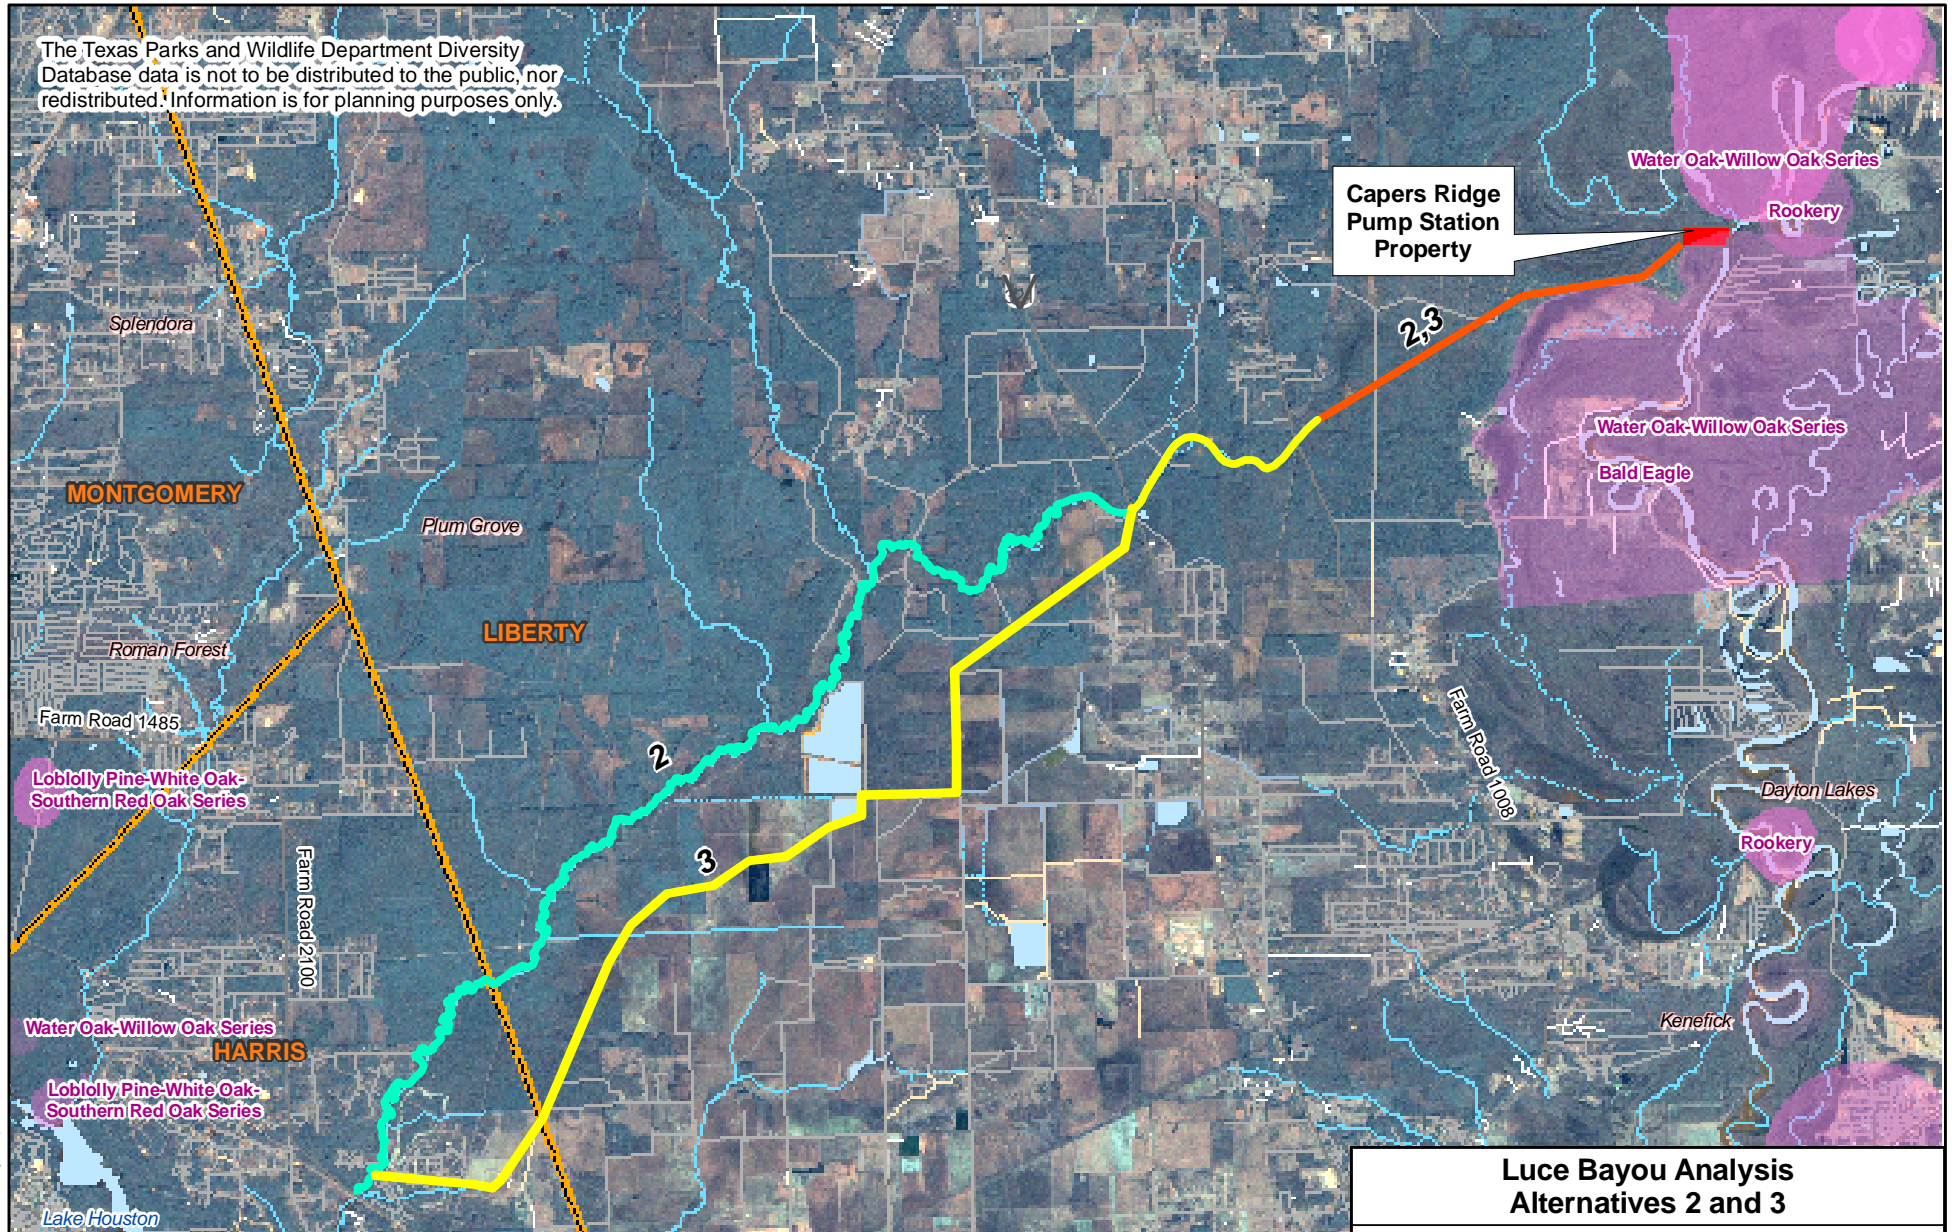 The Texas Parks and Wildlife Department Diversity
Database data is not to be distributed to the public, nor
redistributed. Information is for planning purposes only.
Water Oak-Willow Oak Series
Rookery
Capers Ridge
Pump Station
Property
Splendora
2,3
Water Oak-Willow Oak Series
Bald Eagle
MONTGOMERY
Plum Grove
LIBERTY
Roman Forest
Farm Road 1485
Farm Road 1008
2
Loblolly Pine-White Oak-
Southern Red Oak Series
Dayton Lakes
Rookery
3
Farm Road 2100
Water Oak-Willow Oak Series
HARRIS
Kenefick
Loblolly Pine-White Oak-
Southern Red Oak Series
Lake Houston
Luce Bayou Analysis
Alternatives 2 and 3